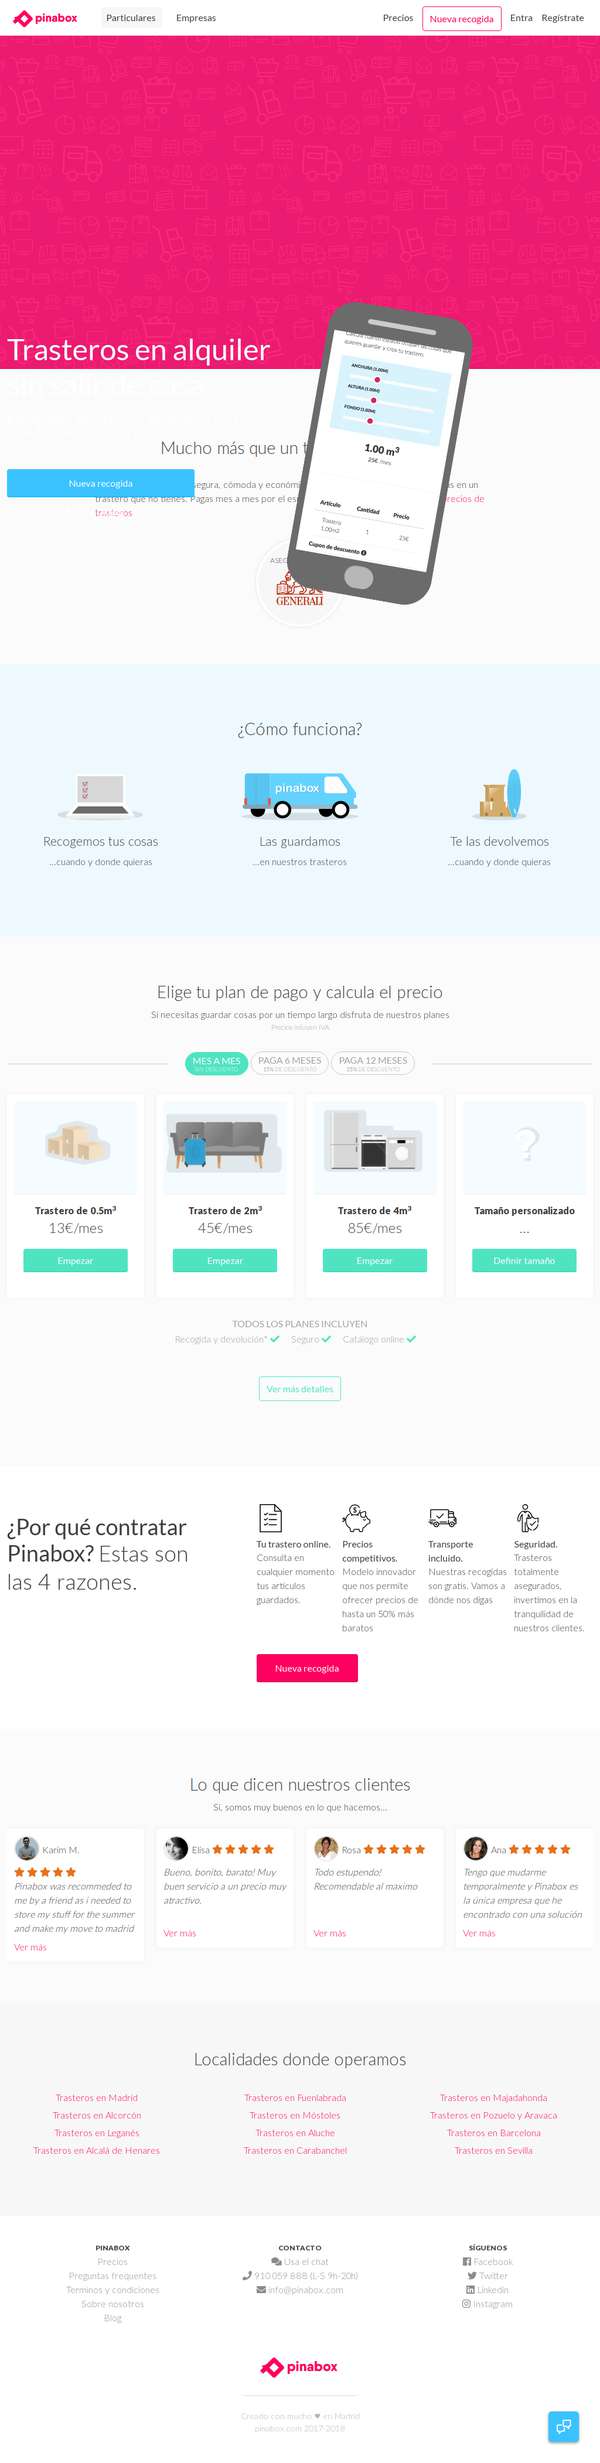 pinabox
Particulares
Empresas
Precios
Nueva recogida
Entra
Regístrate
Trasteros en alquiler
Mucho más que un t
Nueva recogida
segura, cómoda y económi
as en un
trastero que no tienes. Pagas mes a mes por el es
precios de
trasteros
ASEG
GENERALI
quieres guardar y crea tu trastero.
ANCHURA (1.00M)
ALTURA (1.00M)
FONDO (1.00M)
1.00 m3
25€ /mes
Artículo Cantidad Precio
Trastero 1.00m2 1 25€
Cupon de descuento
¿Cómo funciona?
pinabox
Recogemos tus cosas
...cuando y donde quieras
Las guardamos
...en nuestros trasteros
Te las devolvemos
...cuando y donde quieras
Elige tu plan de pago y calcula el precio
Si necesitas guardar cosas por un tiempo largo disfruta de nuestros planes
Precios incluyen IVA
MES A MES
SIN DESCUENTO
PAGA 6 MESES
15% DE DESCUENTO
PAGA 12 MESES
25% DE DESCUENTO
Trastero de 0.5m3
13€/mes
Empezar
Trastero de 2m3
45€/mes
Empezar
Trastero de 4m3
85€/mes
Empezar
?
Tamaño personalizado
...
Definir tamaño
TODOS LOS PLANES INCLUYEN
Recogida y devolución* Seguro Catálogo online
Ver más detalles
¿Por qué contratar
Pinabox? Estas son
las 4 razones.
Tu trastero online.
Consulta en
cualquier momento
tus artículos
guardados.
Precios
competitivos.
Modelo innovador
que nos permite
ofrecer precios de
hasta un 50% más
baratos
Transporte
incluido.
Nuestras recogidas
son gratis. Vamos a
dónde nos digas
Seguridad.
Trasteros
totalmente
asegurados,
invertimos en la
tranquilidad de
nuestros clientes.
Nueva recogida
Lo que dicen nuestros clientes
Sí, somos muy buenos en lo que hacemos...
Karim M.
Pinabox was recommeded to
me by a friend as i needed to
store my stuff for the summer
and make my move to madrid
Ver más
Elisa
Bueno, bonito, barato! Muy
buen servicio a un precio muy
atractivo.
Ver más
Rosa
Todo estupendo!
Recomendable al maximo
Ver más
Ana
Tengo que mudarme
temporalmente y Pinabox es
la única empresa que he
encontrado con una solución
Ver más
Localidades donde operamos
Trasteros en Madrid
Trasteros en Alcorcón
Trasteros en Leganés
Trasteros en Alcalá de Henares
Trasteros en Fuenlabrada
Trasteros en Móstoles
Trasteros en Aluche
Trasteros en Carabanchel
Trasteros en Majadahonda
Trasteros en Pozuelo y Aravaca
Trasteros en Barcelona
Trasteros en Sevilla
PINABOX
Precios
Preguntas frequentes
Terminos y condiciones
Sobre nosotros
Blog
CONTACTO
Usa el chat
910 059 888 (L-S 9h-20h)
info@pinabox.com
SÍGUENOS
Facebook
Twitter
Linkedin
Instagram
pinabox
Creado con mucho ♥ en Madrid
pinabox.com 2017-2018